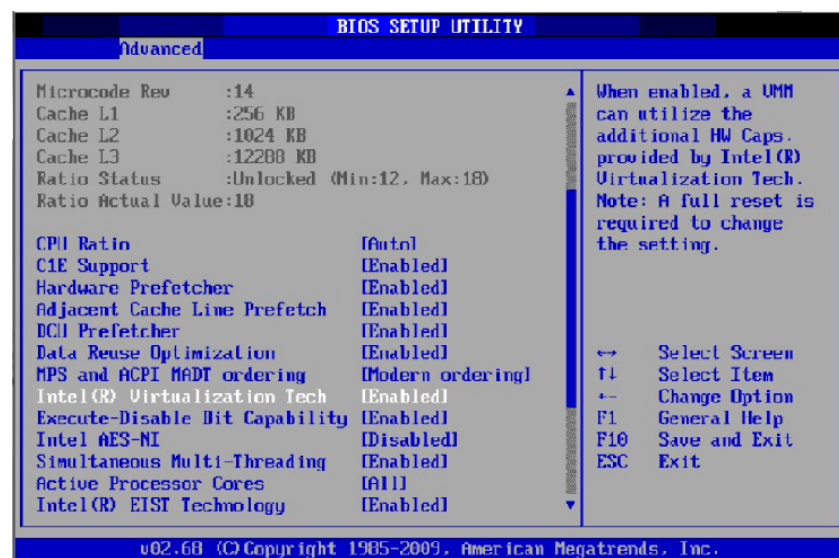 BIOS SETUP UTILITY
Advanced
Microcode Rev :14
Cache L1 :256 KB
Cache L2 :1024 KB
Cache L3 :12288 KB
Ratio Status :Unlocked (Min:12, Max:18)
Ratio Actual Value:18
CPU Ratio [Auto]
C1E Support [Enabled]
Hardware Prefetcher [Enabled]
Adjacent Cache Line Prefetch [Enabled]
DCU Prefetcher [Enabled]
Data Reuse Optimization [Enabled]
MPS and ACPI MADT ordering [Modern ordering]
Intel(R) Virtualization Tech [Enabled]
Execute-Disable Bit Capability [Enabled]
Intel AES-NI [Disabled]
Simultaneous Multi-Threading [Enabled]
Active Processor Cores [All]
Intel(R) EIST Technology [Enabled]
When enabled, a VMM
can utilize the
additional HW Caps.
provided by Intel(R)
Virtualization Tech.
Note: A full reset is
required to change
the setting.
↔ Select Screen
↑↓ Select Item
+- Change Option
F1 General Help
F10 Save and Exit
ESC Exit
v02.68 (C)Copyright 1985-2009, American Megatrends, Inc.